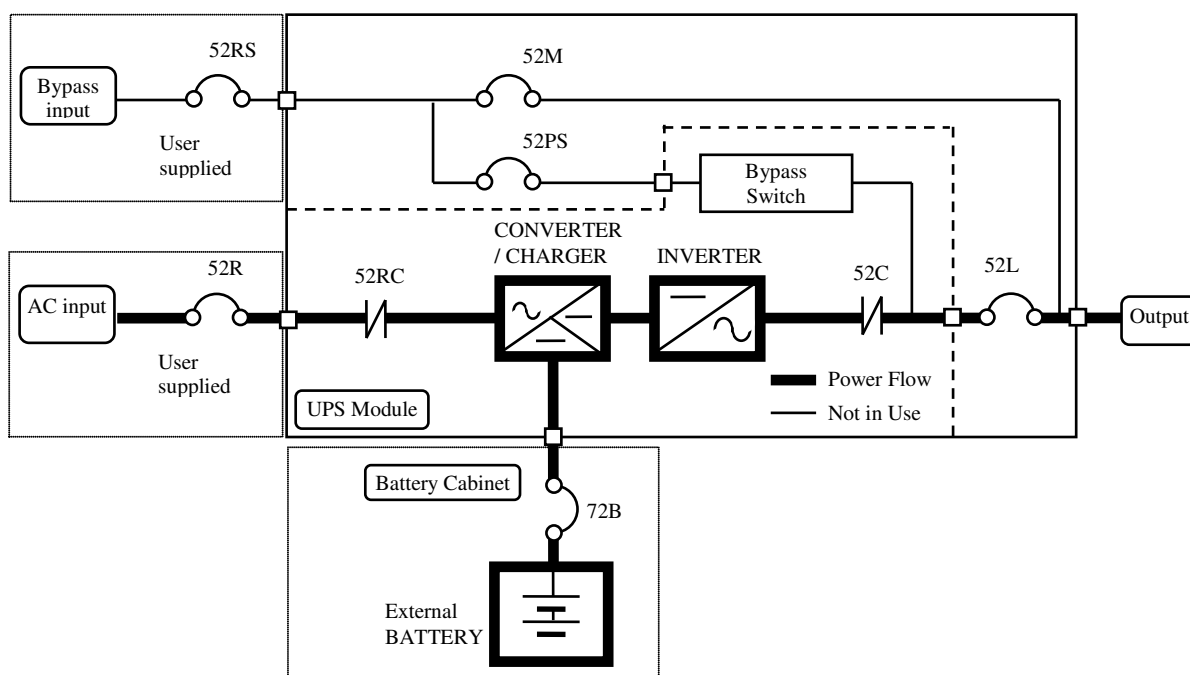 52RS
52M
Bypass
input
User
supplied
52PS
Bypass
Switch
CONVERTER
/ CHARGER
INVERTER
52R
52RC
52C
52L
AC input
Output
User
supplied
Power Flow
UPS Module
Not in Use
Battery Cabinet
72B
External
BATTERY